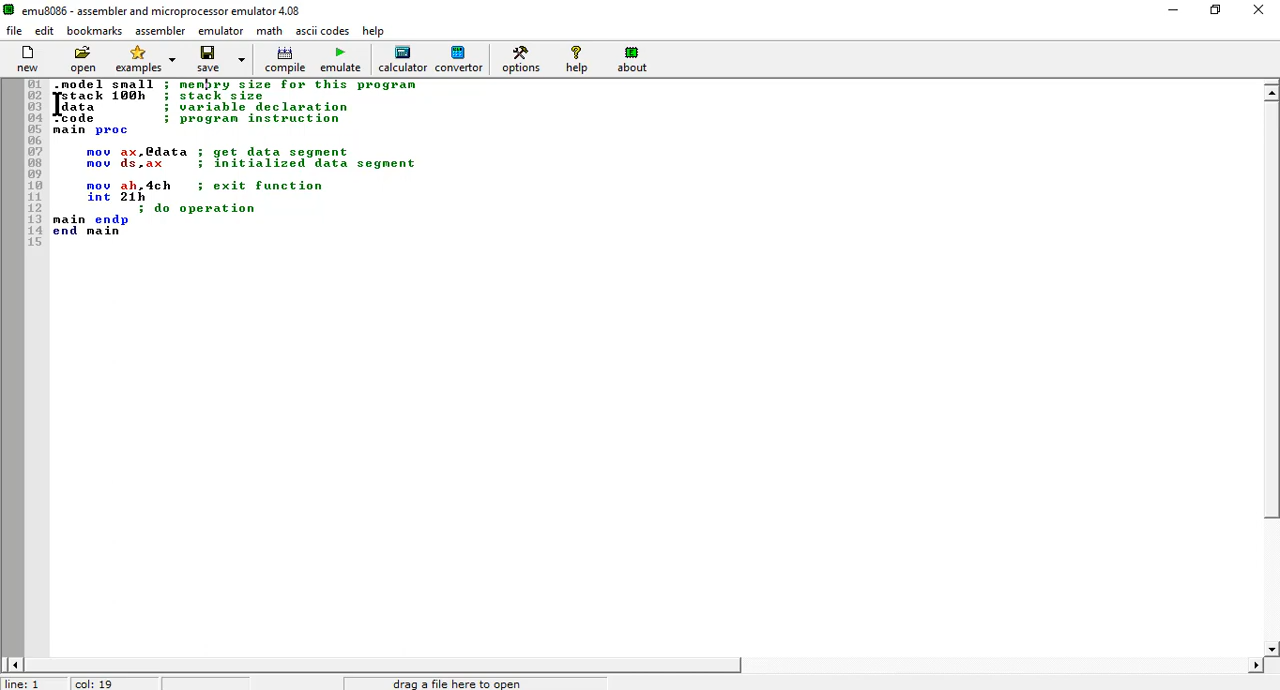 emu8086 - assembler and microprocessor emulator 4.08
file edit bookmarks assembler emulator math ascii codes help
new open examples save compile emulate calculator convertor options help about
01 .model small ; memory size for this program
02 .stack 100h ; stack size
03 .data ; variable declaration
04 .code ; program instruction
05 main proc
06
07 mov ax,@data ; get data segment
08 mov ds,ax ; initialized data segment
09
10 mov ah,4ch ; exit function
11 int 21h
12 ; do operation
13 main endp
14 end main
15
line: 1 col: 19 drag a file here to open